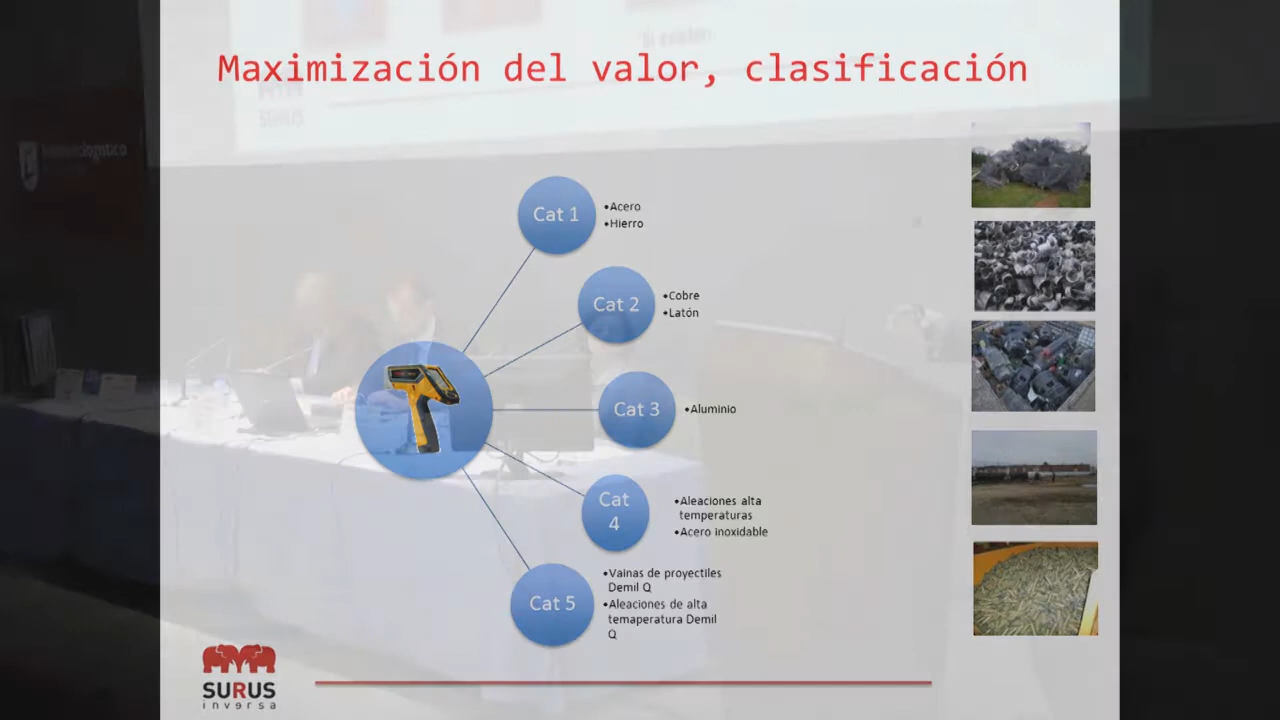 Maximización del valor, clasificación
Cat 1
•Acero
•Hierro
Cat 2
•Cobre
•Latón
Cat 3
•Aluminio
Cat
4
•Aleaciones alta
temperaturas
•Acero inoxidable
Cat 5
•Vainas de proyectiles
Demil Q
•Aleaciones de alta
temaperatura Demil
Q
SURUS
inversa